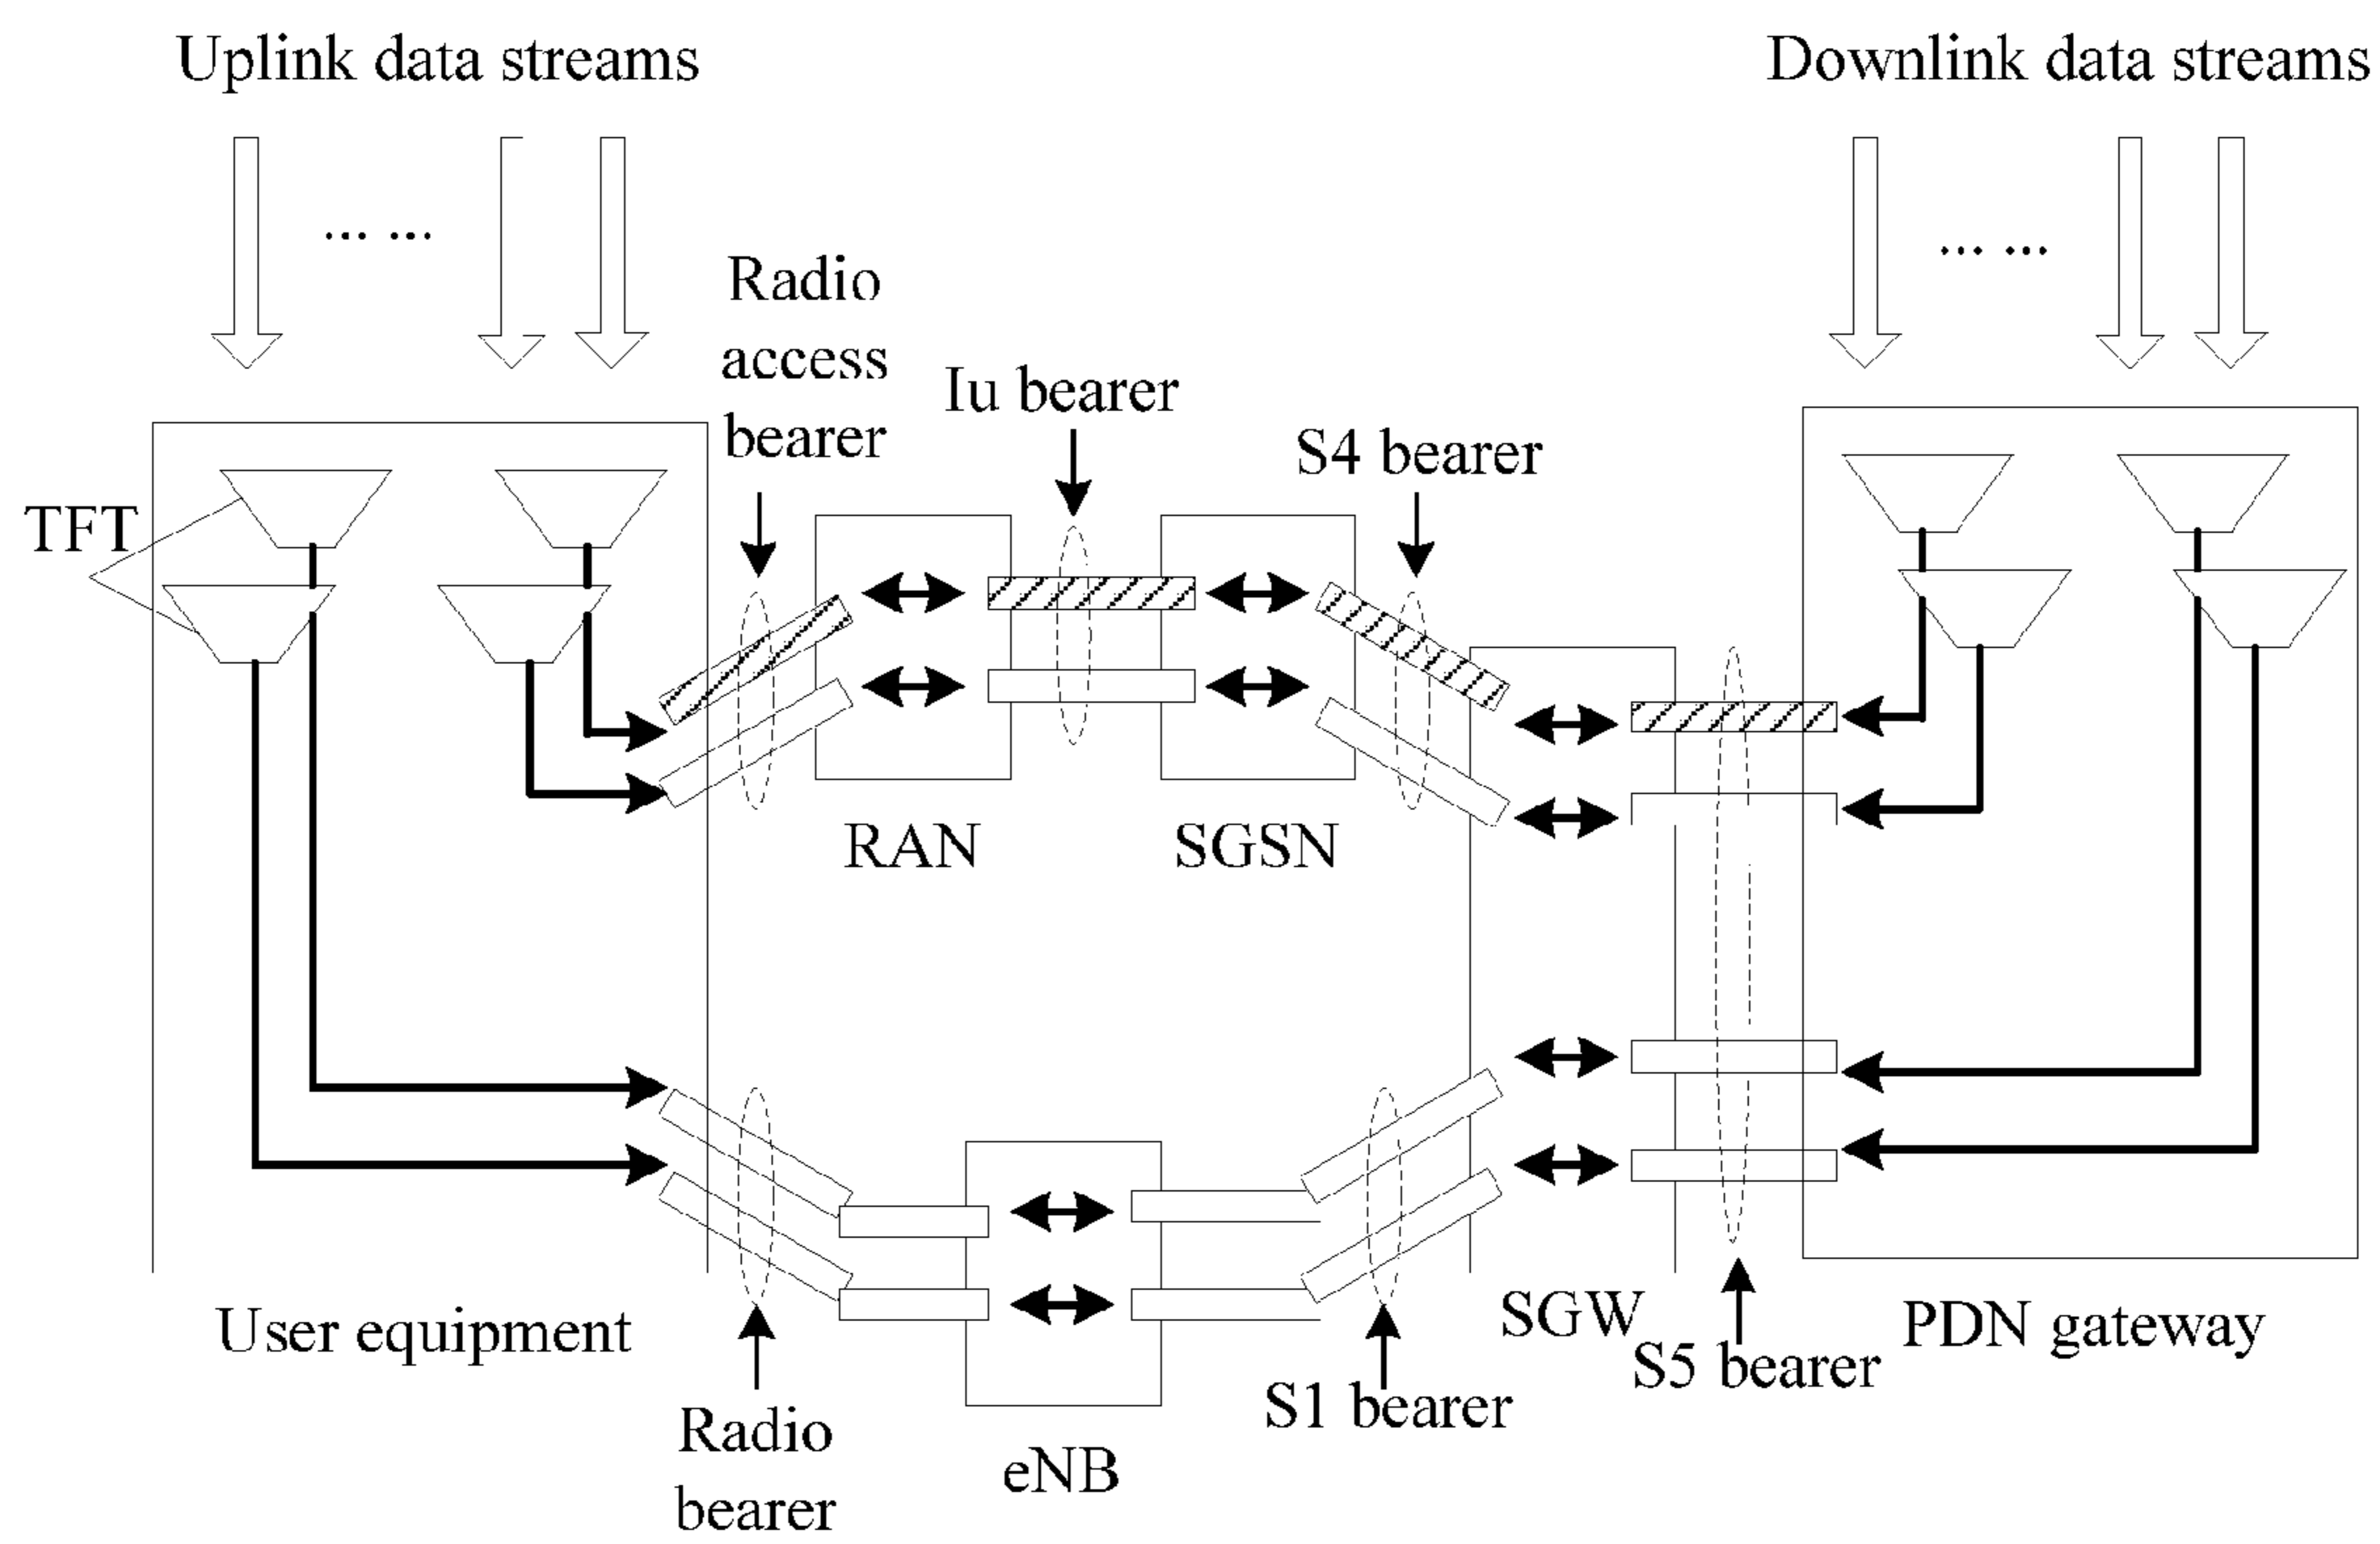 Uplink data streams
Downlink data streams
... ...
... ...
Radio
access
bearer
Iu bearer
S4 bearer
TFT
RAN
SGSN
User equipment
SGW
PDN gateway
S5 bearer
S1 bearer
Radio
bearer
eNB